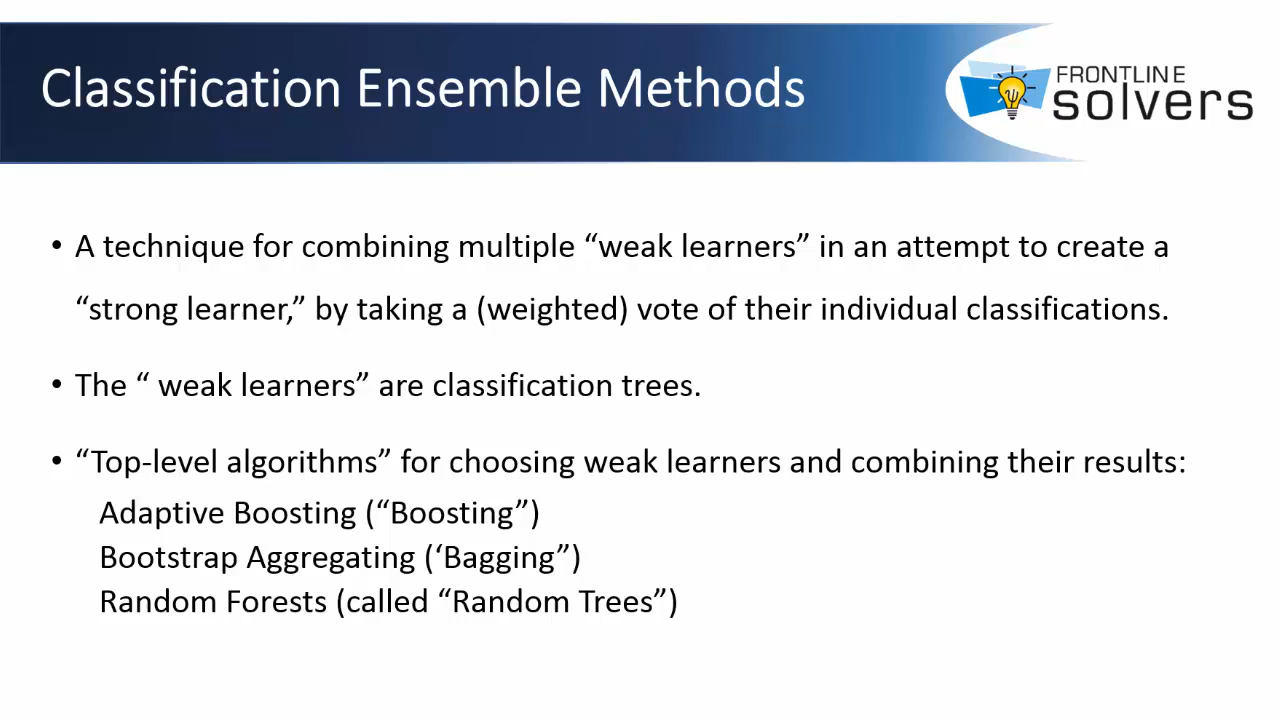 Classification Ensemble Methods
FRONTLINE
solvers
• A technique for combining multiple “weak learners” in an attempt to create a
“strong learner,” by taking a (weighted) vote of their individual classifications.
• The “ weak learners” are classification trees.
• “Top-level algorithms” for choosing weak learners and combining their results:
Adaptive Boosting (“Boosting”)
Bootstrap Aggregating (‘Bagging”)
Random Forests (called “Random Trees”)